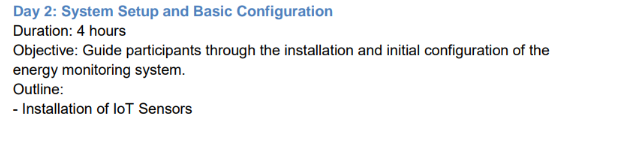 Day 2: System Setup and Basic Configuration
Duration: 4 hours
Objective: Guide participants through the installation and initial configuration of the
energy monitoring system.
Outline:
- Installation of IoT Sensors